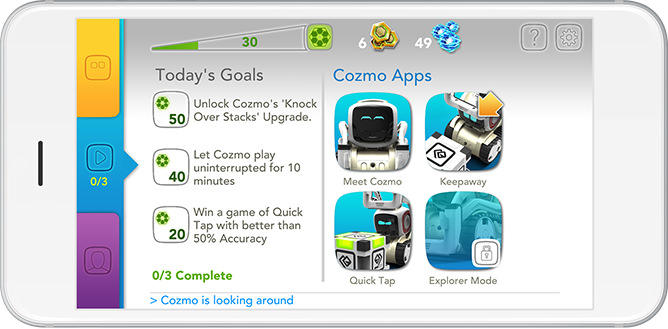 30
6
49
?
Today's Goals
50
Unlock Cozmo's 'Knock
Over Stacks' Upgrade.
40
Let Cozmo play
uninterrupted for 10
minutes
20
Win a game of Quick
Tap with better than
50% Accuracy
0/3 Complete
0/3
Cozmo Apps
Meet Cozmo
Keepaway
Quick Tap
Explorer Mode
> Cozmo is looking around